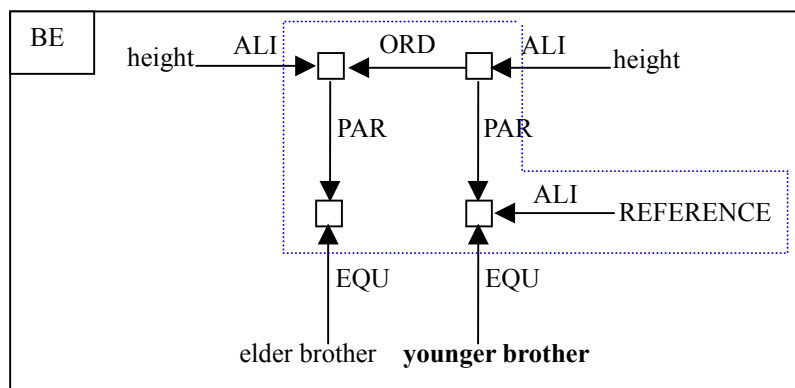 BE
ALI ORD ALI
height height
PAR PAR
ALI
REFERENCE
EQU EQU
elder brother younger brother